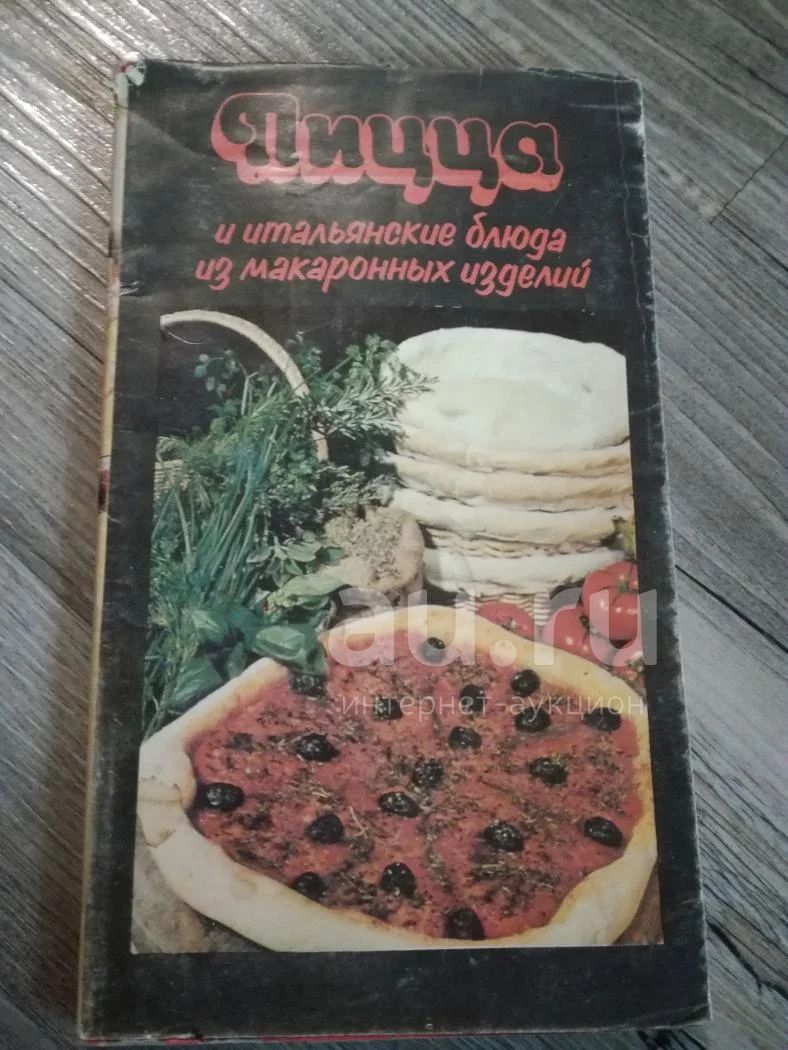 Пицца
и итальянские блюда
из макаронных изделий
au.ru
интернет-аукцион